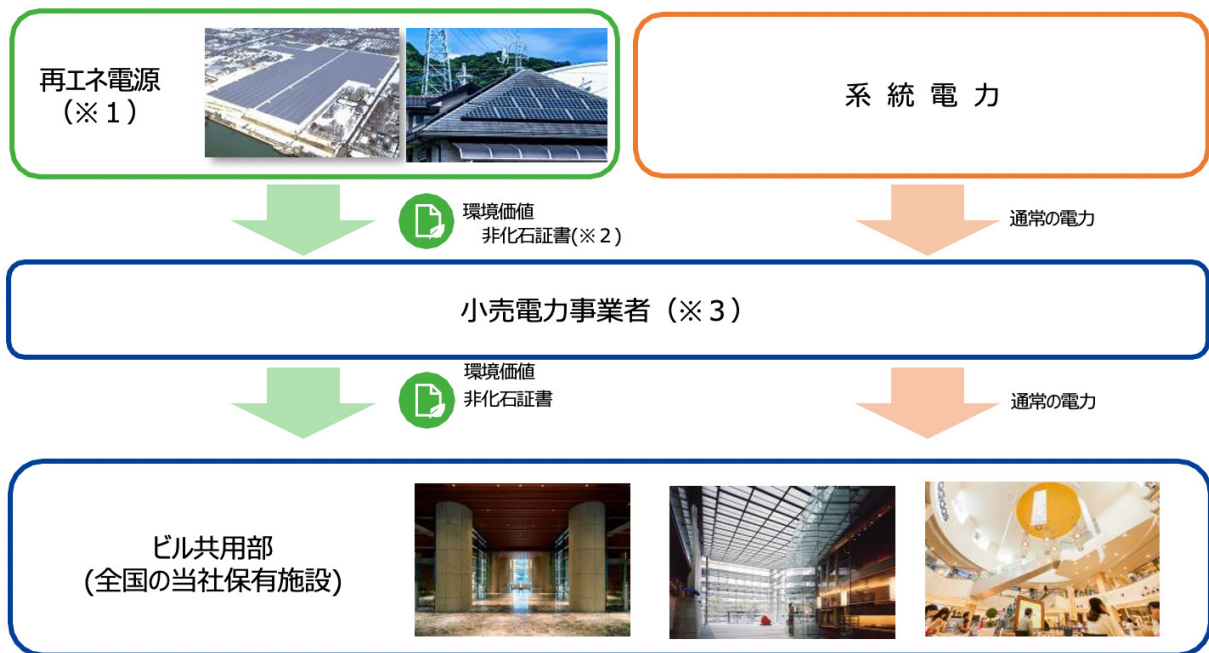 再エネ電源
（※１）
系統電力
環境価値
非化石証書(※２)
通常の電力
小売電力事業者（※３）
環境価値
非化石証書
通常の電力
ビル共用部
(全国の当社保有施設)